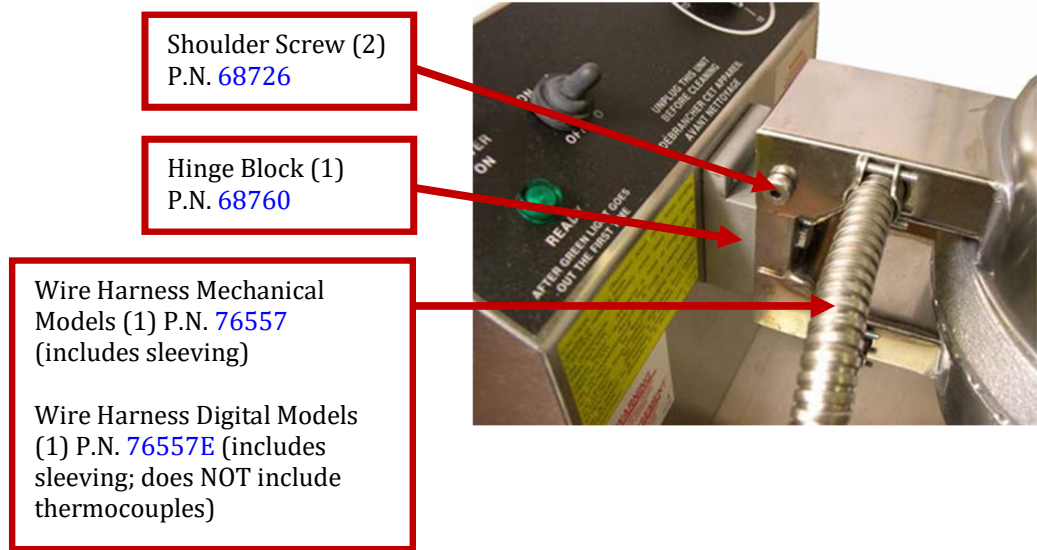 Shoulder Screw (2)
P.N. 68726
Hinge Block (1)
P.N. 68760
Wire Harness Mechanical
Models (1) P.N. 76557
(includes sleeving)
Wire Harness Digital Models
(1) P.N. 76557E (includes
sleeving; does NOT include
thermocouples)
ON
OFF/O
ON
READY
AFTER GREEN LIGHT GOES
OUT THE FIRST TIME
UNPLUG THIS UNIT
BEFORE CLEANING
DÉBRANCHER CET APPAREIL
AVANT NETTOYAGE